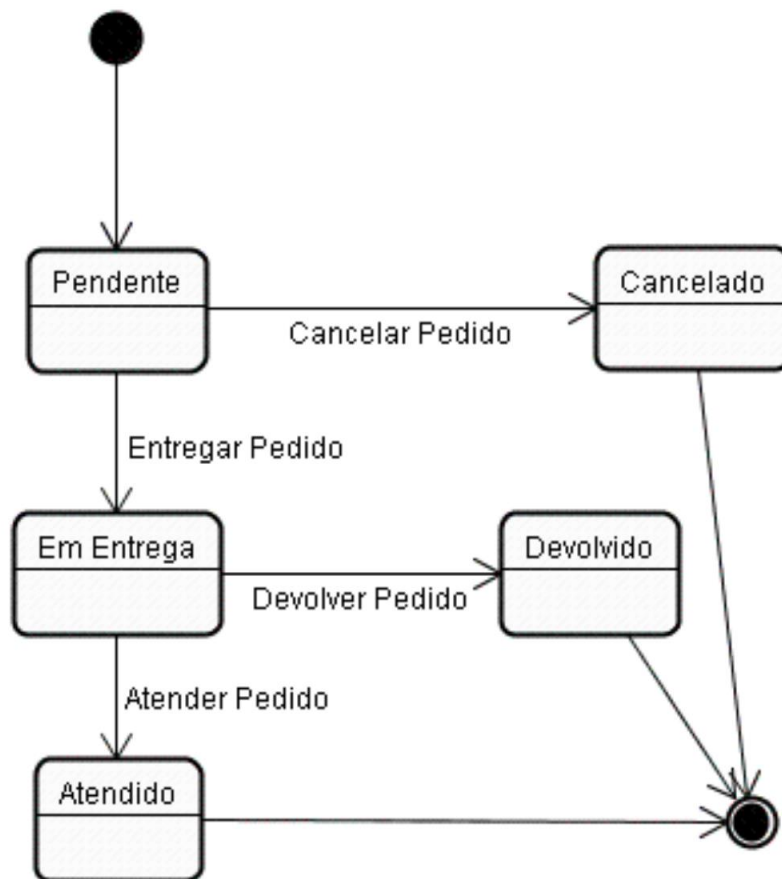 Pendente
Cancelado
Cancelar Pedido
Entregar Pedido
Em Entrega
Devolvido
Devolver Pedido
Atender Pedido
Atendido